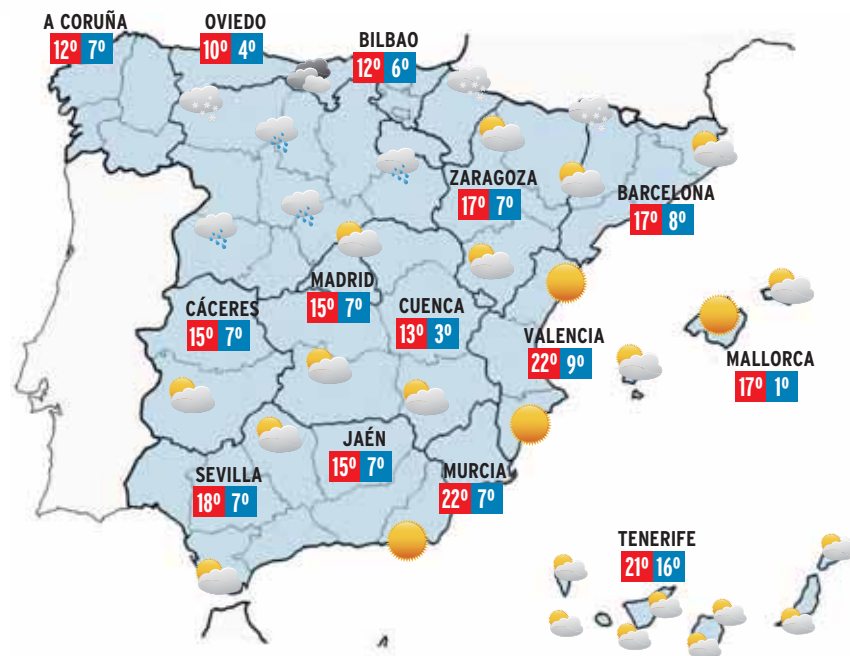 A CORUÑA
12º 7º
OVIEDO
10º 4º
BILBAO
12º 6º
ZARAGOZA
17º 7º
BARCELONA
17º 8º
MADRID
15º 7º
CÁCERES
15º 7º
CUENCA
13º 3º
VALENCIA
22º 9º
MALLORCA
17º 1º
JAÉN
15º 7º
SEVILLA
18º 7º
MURCIA
22º 7º
TENERIFE
21º 16º